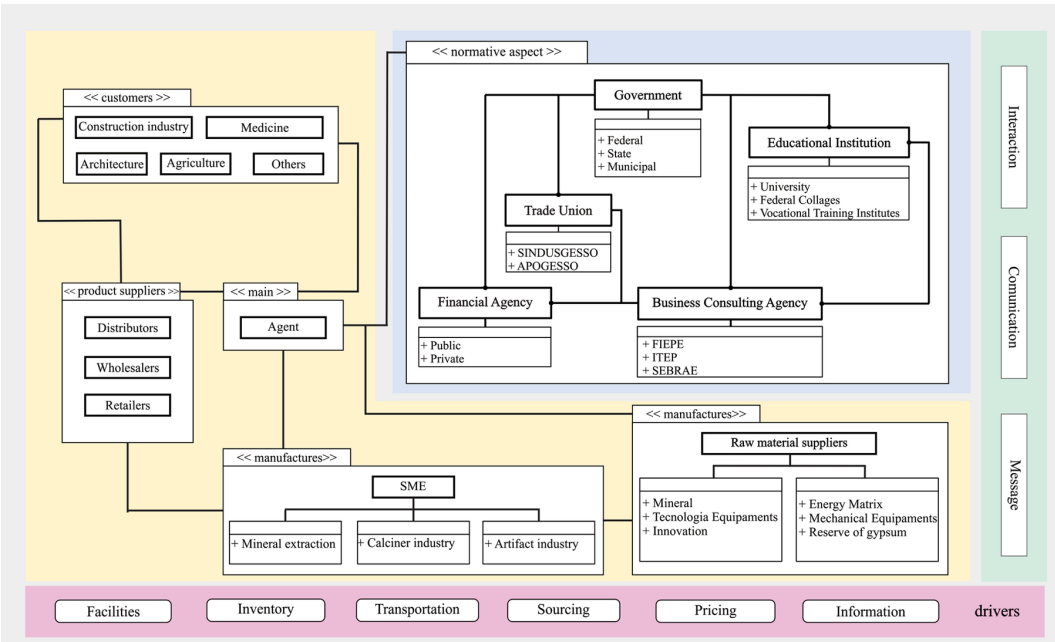 << customers >>
Construction industry
Medicine
Architecture
Agriculture
Others
<< product suppliers >>
Distributors
Wholesalers
Retailers
<< main >>
Agent
<< normative aspect >>
Government
+ Federal
+ State
+ Municipal
Educational Institution
+ University
+ Federal Collages
+ Vocational Training Institutes
Trade Union
+ SINDUSGESSO
+ APOGESSO
Financial Agency
+ Public
+ Private
Business Consulting Agency
+ FIEPE
+ ITEP
+ SEBRAE
<< manufactures>>
SME
+ Mineral extraction
+ Calciner industry
+ Artifact industry
<< manufactures>>
Raw material suppliers
+ Mineral
+ Tecnologia Equipaments
+ Innovation
+ Energy Matrix
+ Mechanical Equipaments
+ Reserve of gypsum
Interaction
Comunication
Message
Facilities
Inventory
Transportation
Sourcing
Pricing
Information
drivers